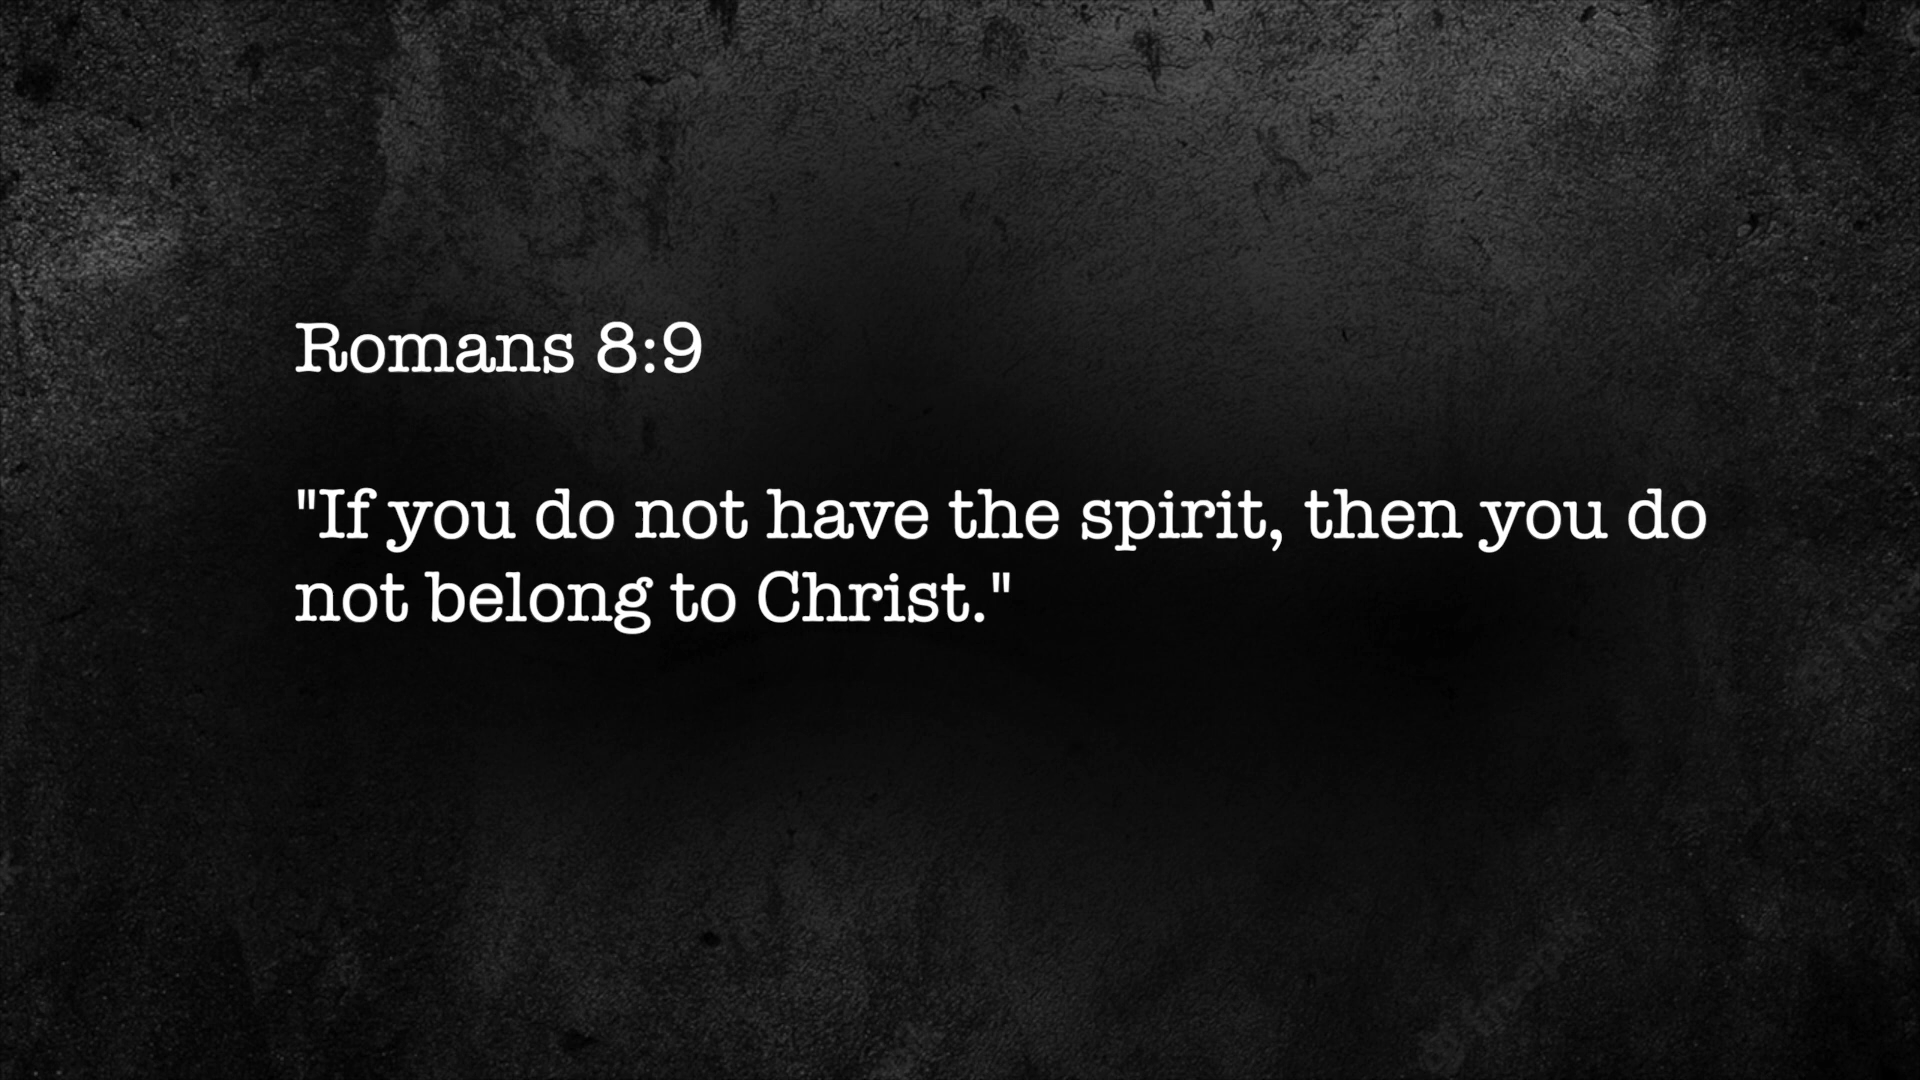 Romans 8:9
"If you do not have the spirit, then you do
not belong to Christ."